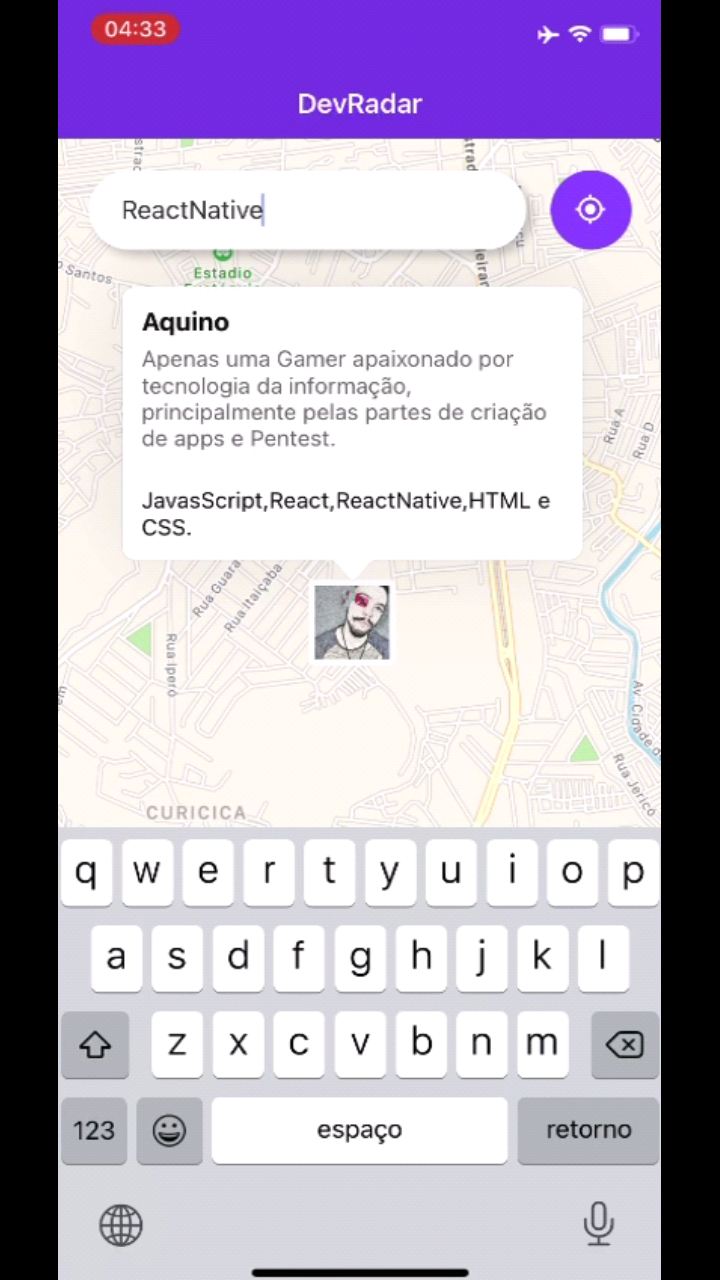 04:33
DevRadar
ReactNative
Santos
Estadio
Aquino
Apenas uma Gamer apaixonado por
tecnologia da informação,
principalmente pelas partes de criação
de apps e Pentest.
JavasScript,React,ReactNative,HTML e
CSS.
Rua A
Rua D
Rua Guara
Rua Itaiçaba
Rua Iperó
Av. Cidade d
Rua Jericó
CURICICA
q w e r t y u i o p
a s d f g h j k l
z x c v b n m
123 espaço retorno